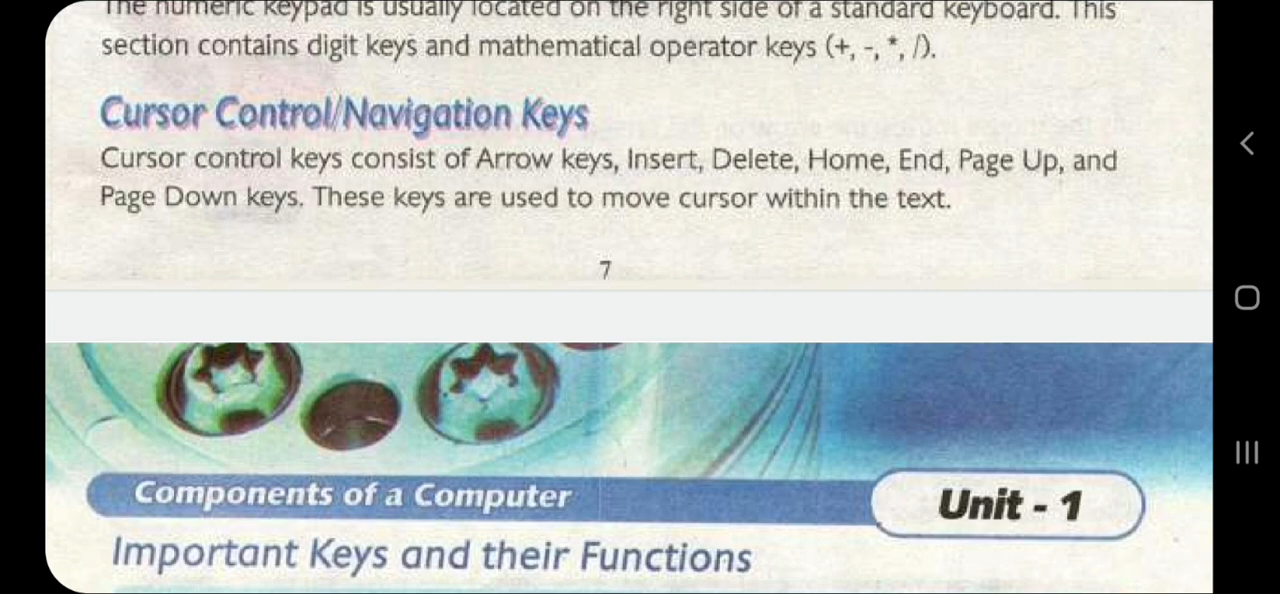 The numeric keypad is usually located on the right side of a standard keyboard. This
section contains digit keys and mathematical operator keys (+, -, *, /).
Cursor Control/Navigation Keys
Cursor control keys consist of Arrow keys, Insert, Delete, Home, End, Page Up, and
Page Down keys. These keys are used to move cursor within the text.
7
Components of a Computer
Unit - 1
Important Keys and their Functions